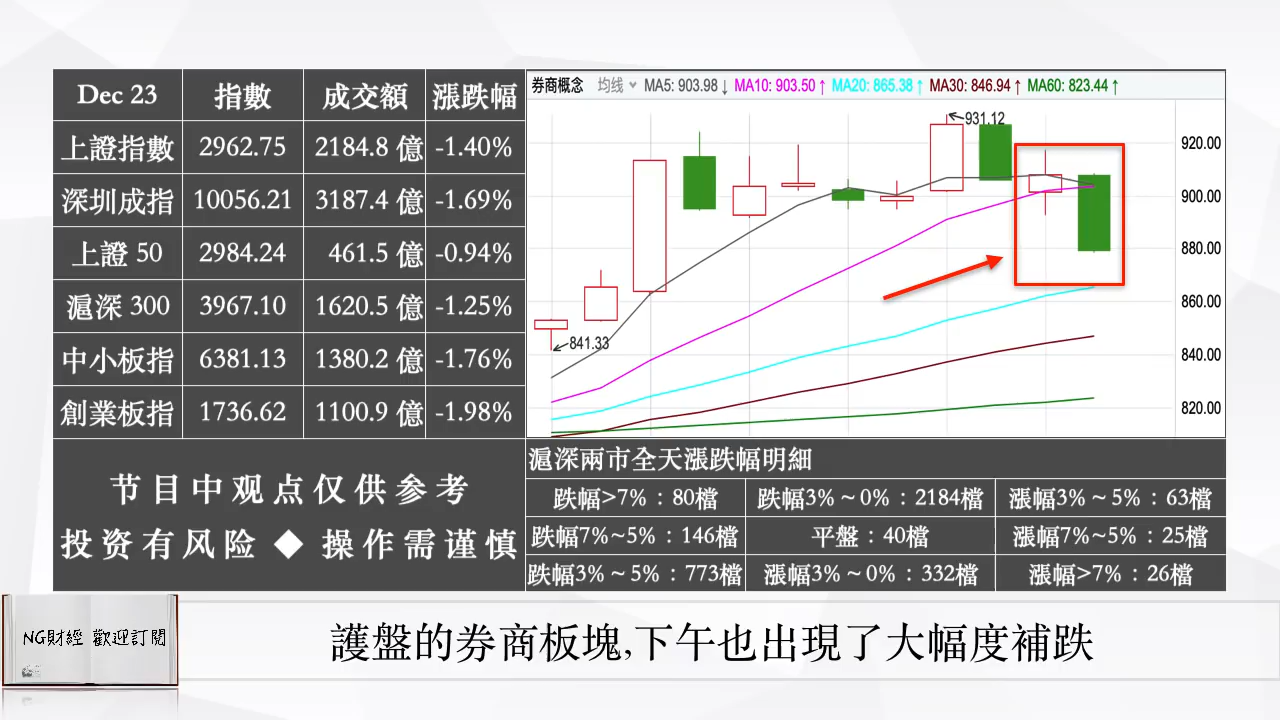 Dec 23 指數 成交額 漲跌幅
上證指數 2962.75 2184.8 億 -1.40%
深圳成指 10056.21 3187.4 億 -1.69%
上證 50 2984.24 461.5 億 -0.94%
滬深 300 3967.10 1620.5 億 -1.25%
中小板指 6381.13 1380.2 億 -1.76%
創業板指 1736.62 1100.9 億 -1.98%
节目中观点仅供参考
投资有风险 ◆ 操作需谨慎
券商概念 均线 MA5: 903.98↓ MA10: 903.50↑ MA20: 865.38↑ MA30: 846.94↑ MA60: 823.44↑
931.12
841.33
920.00
900.00
880.00
860.00
840.00
820.00
滬深兩市全天漲跌幅明細
跌幅>7%：80檔 跌幅3%～0%：2184檔 漲幅3%～5%：63檔
跌幅7%~5%：146檔 平盤：40檔 漲幅7%~5%：25檔
跌幅3%～5%：773檔 漲幅3%～0%：332檔 漲幅>7%：26檔
NG財經 歡迎訂閱
護盤的券商板塊,下午也出現了大幅度補跌